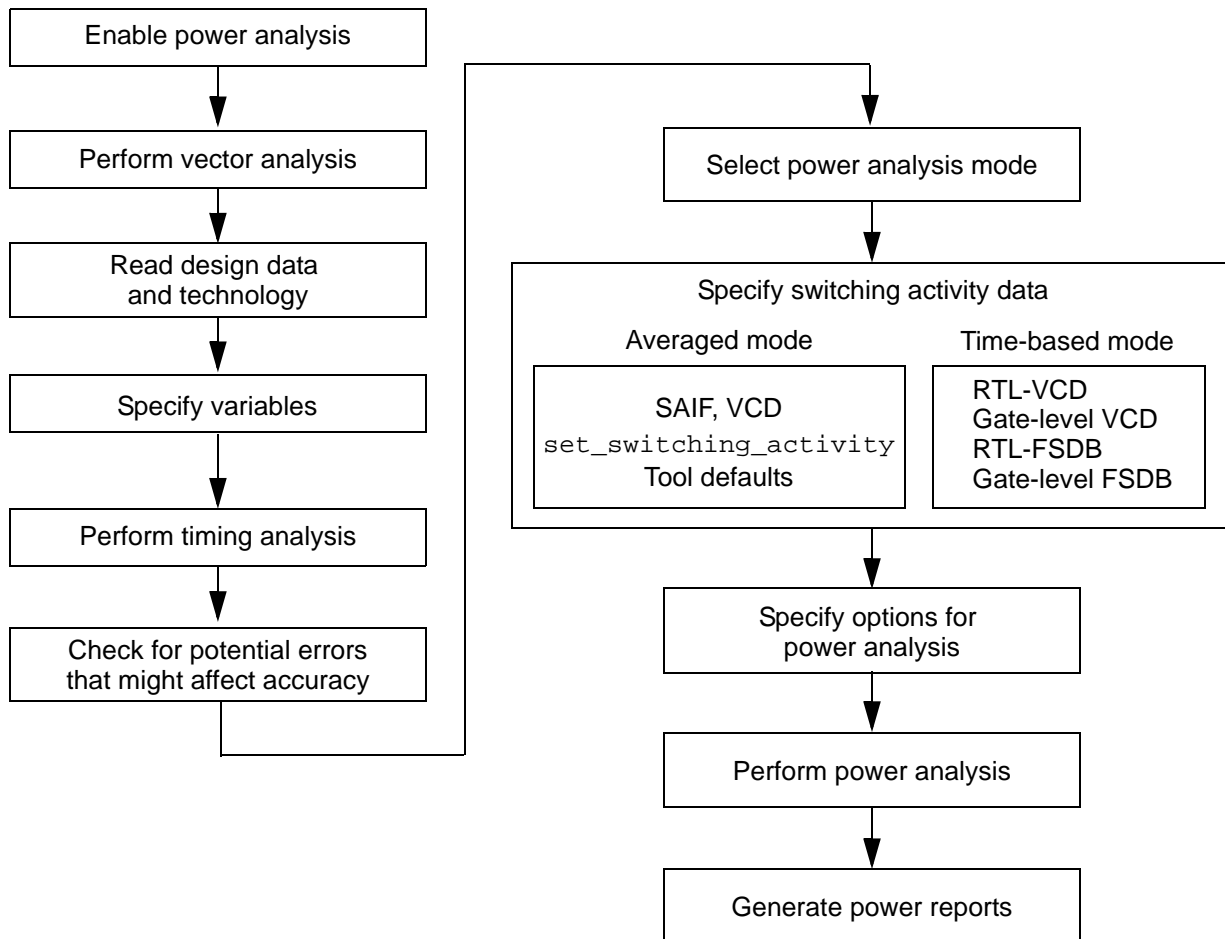 Enable power analysis
Perform vector analysis
Read design data
and technology
Specify variables
Perform timing analysis
Check for potential errors
that might affect accuracy
Select power analysis mode
Specify switching activity data
Averaged mode
SAIF, VCD
set_switching_activity
Tool defaults
Time-based mode
RTL-VCD
Gate-level VCD
RTL-FSDB
Gate-level FSDB
Specify options for
power analysis
Perform power analysis
Generate power reports